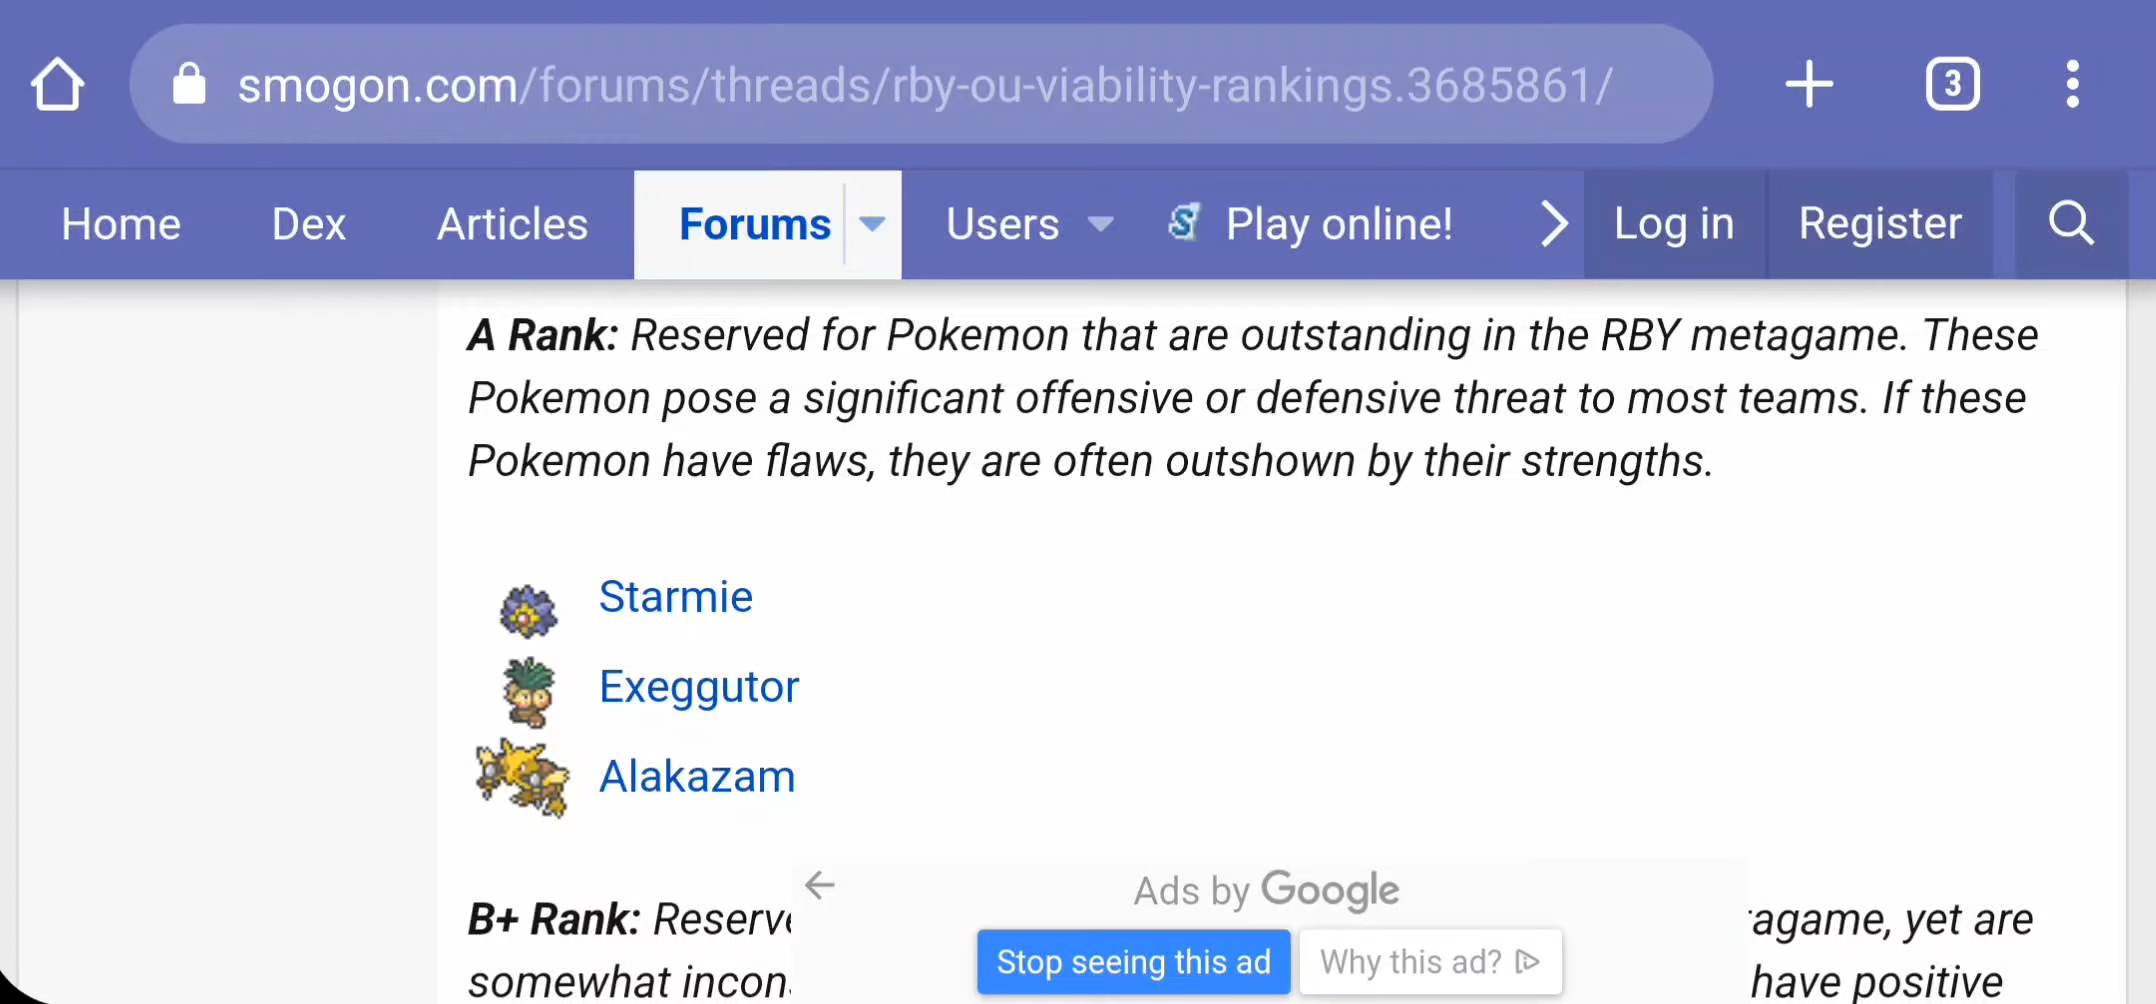 smogon.com/forums/threads/rby-ou-viability-rankings.3685861/
3
Home Dex Articles Forums Users Play online! Log in Register
A Rank: Reserved for Pokemon that are outstanding in the RBY metagame. These
Pokemon pose a significant offensive or defensive threat to most teams. If these
Pokemon have flaws, they are often outshown by their strengths.
Starmie
Exeggutor
Alakazam
Ads by Google
B+ Rank: yet are
somewhat have positive
Stop seeing this ad Why this ad?